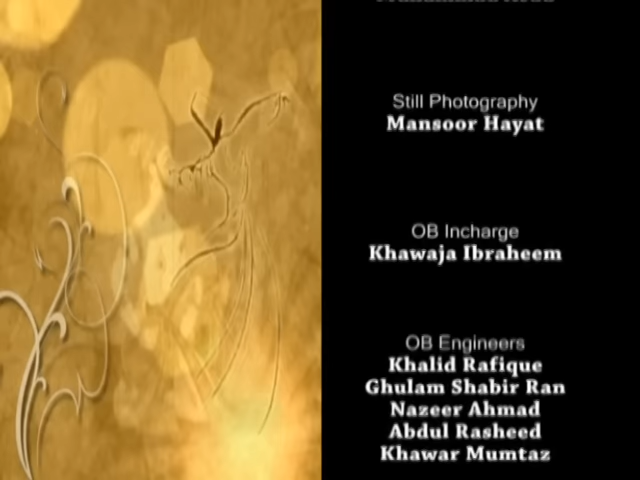 Still Photography
Mansoor Hayat
OB Incharge
Khawaja Ibraheem
OB Engineers
Khalid Rafique
Ghulam Shabir Ran
Nazeer Ahmad
Abdul Rasheed
Khawar Mumtaz